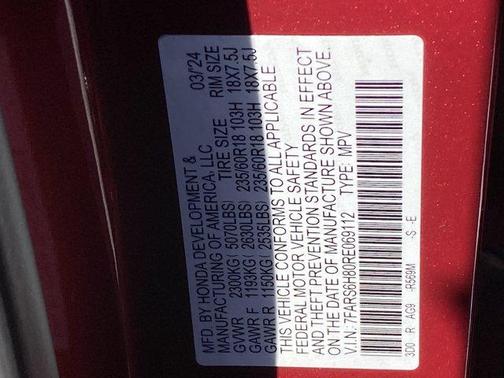 MFD. BY HONDA DEVELOPMENT & 03/'24
MANUFACTURING OF AMERICA, LLC
TIRE SIZE RIM SIZE
GVWR 2300KG( 5070LBS) 235/60R18 103H 18X7.5J
GAWR F 1193KG( 2630LBS) 235/60R18 103H 18X7.5J
GAWR R 1150KG( 2535LBS)
THIS VEHICLE CONFORMS TO ALL APPLICABLE
FEDERAL MOTOR VEHICLE SAFETY
AND THEFT PREVENTION STANDARDS IN EFFECT
ON THE DATE OF MANUFACTURE SHOWN ABOVE.
V.I.N: 7FARS6H80RE069112 TYPE: MPV
3D0 - R AG9 -R569M -S -E